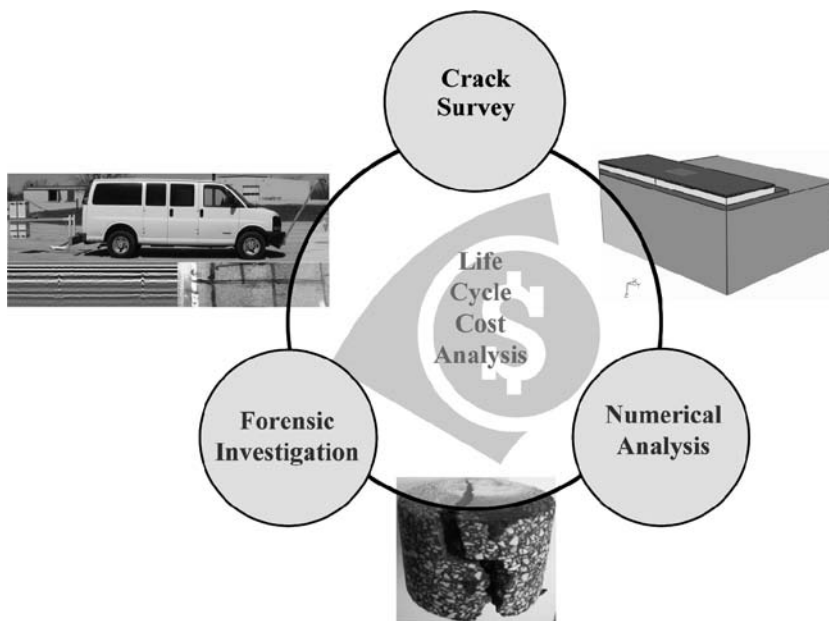 Crack
Survey
Life
Cycle
Cost
Analysis
$
Forensic
Investigation
Numerical
Analysis